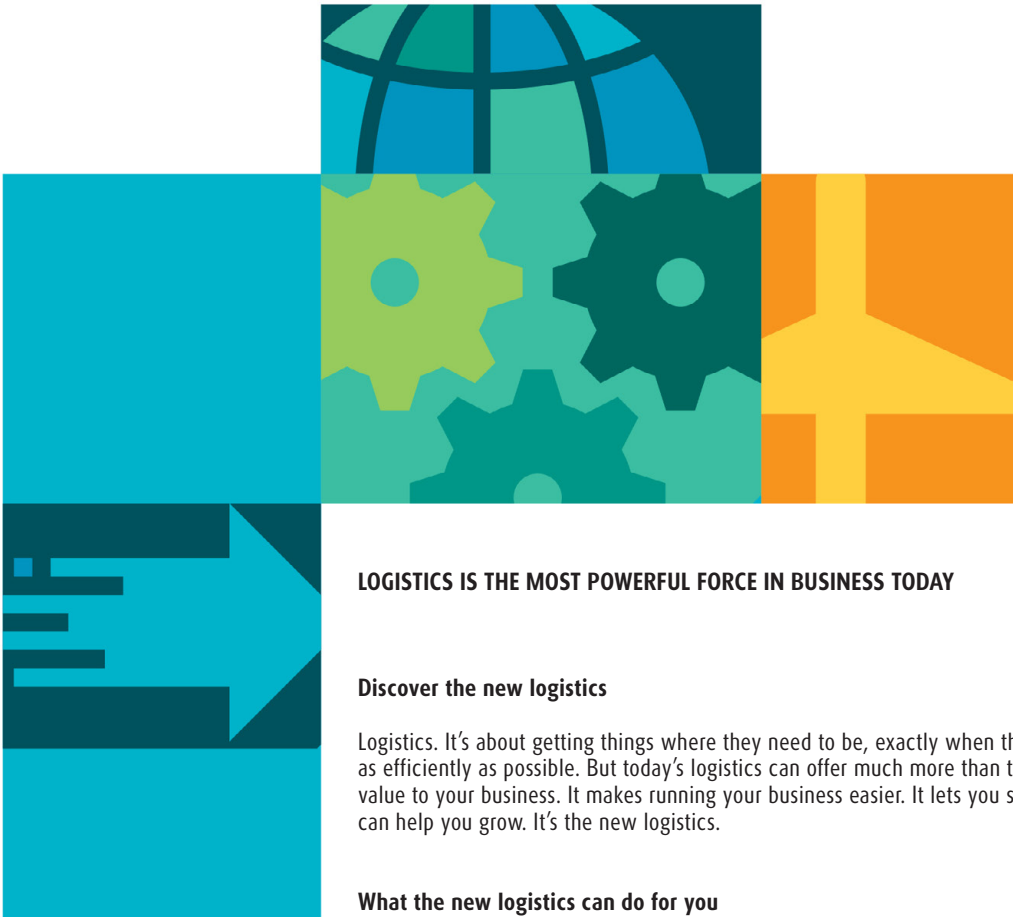 LOGISTICS IS THE MOST POWERFUL FORCE IN BUSINESS TODAY
Discover the new logistics
Logistics. It’s about getting things where they need to be, exactly when
as efficiently as possible. But today’s logistics can offer much more than
value to your business. It makes running your business easier. It lets you
can help you grow. It’s the new logistics.
What the new logistics can do for you